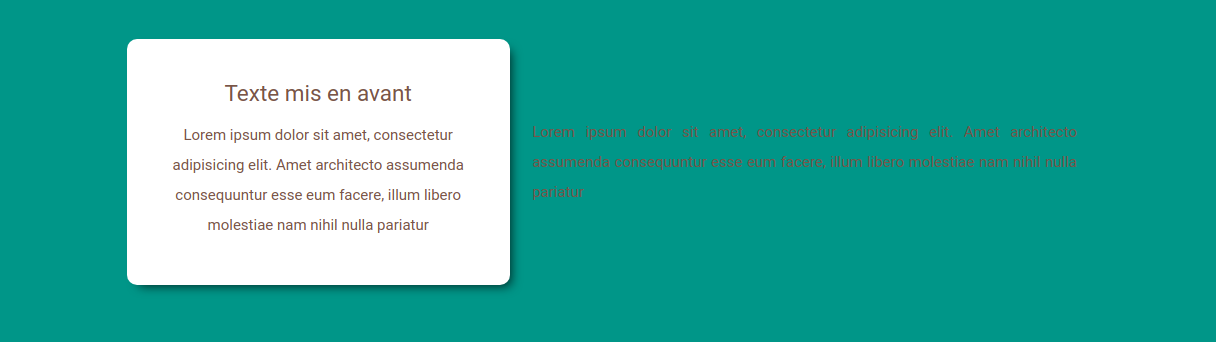 Texte mis en avant
Lorem ipsum dolor sit amet, consectetur
adipisicing elit. Amet architecto assumenda
consequuntur esse eum facere, illum libero
molestiae nam nihil nulla pariatur
Lorem ipsum dolor sit amet, consectetur adipisicing elit. Amet architecto
assumenda consequuntur esse eum facere, illum libero molestiae nam nihil nulla
pariatur